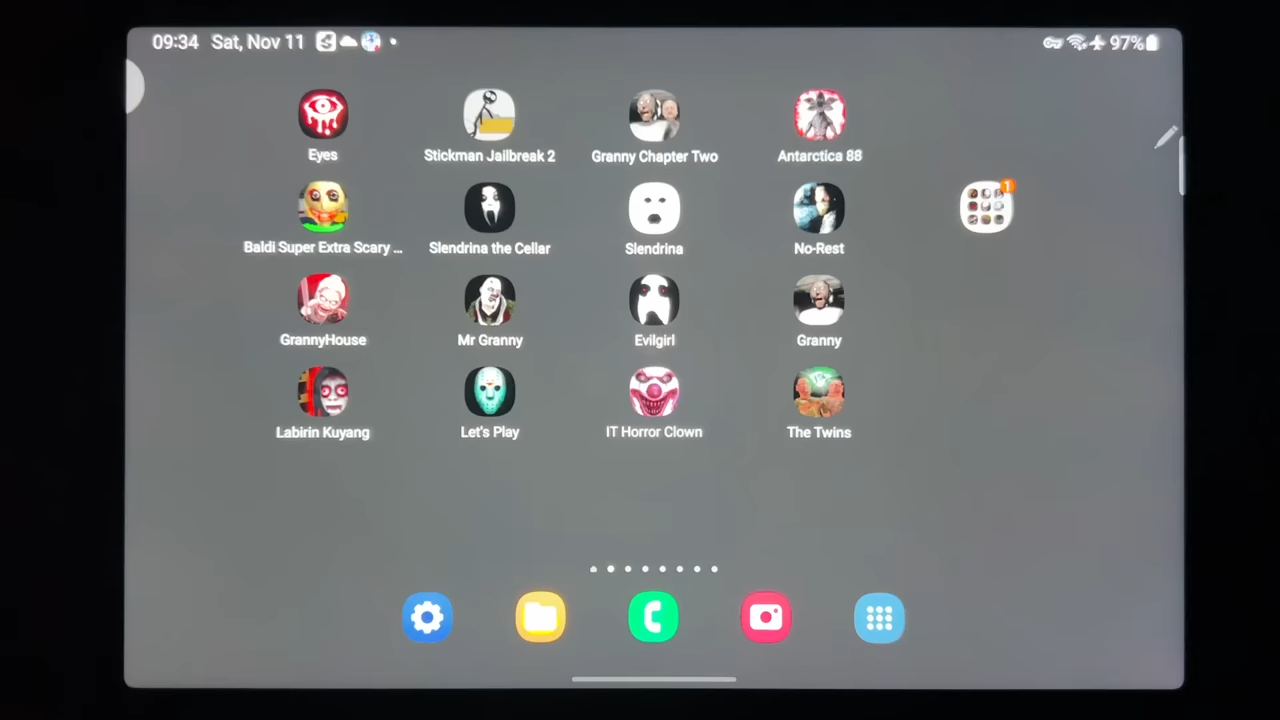 09:34 Sat, Nov 11 97%
Eyes Stickman Jailbreak 2 Granny Chapter Two Antarctica 88
1
Baldi Super Extra Scary ... Slendrina the Cellar Slendrina No-Rest
GrannyHouse Mr Granny Evilgirl Granny
Labirin Kuyang Let's Play IT Horror Clown The Twins